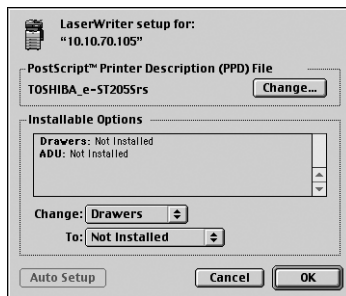 LaserWriter setup for:
“10.10.70.105”
PostScript™ Printer Description (PPD) File
TOSHIBA_e-ST205Srs
Change...
Installable Options
Drawers: Not Installed
ADU: Not Installed
Change: Drawers
To: Not Installed
Auto Setup
Cancel
OK